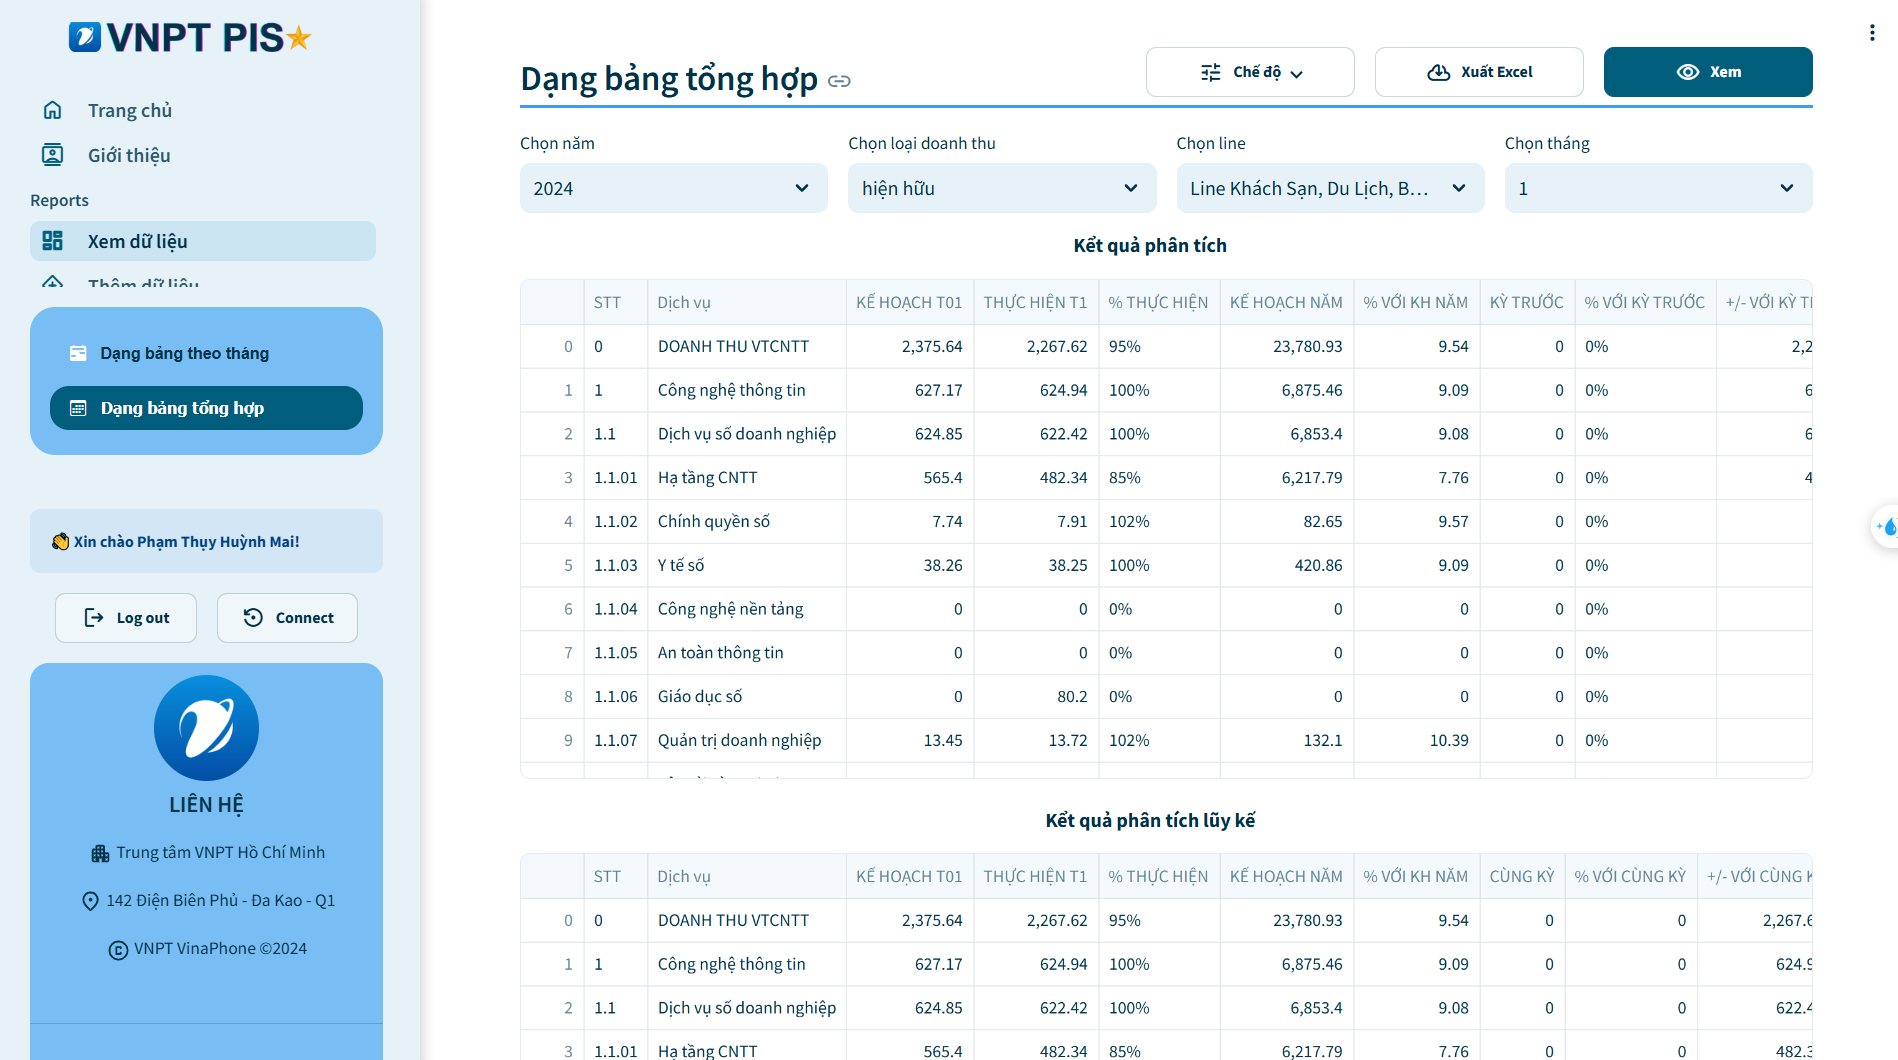 VNPT PIS
Trang chủ
Giới thiệu
Reports
Xem dữ liệu
Thêm dữ liệu
Dạng bảng theo tháng
Dạng bảng tổng hợp
Xin chào Phạm Thụy Huỳnh Mai!
Log out
Connect
LIÊN HỆ
Trung tâm VNPT Hồ Chí Minh
142 Điện Biên Phủ - Đa Kao - Q1
VNPT VinaPhone ©2024
Dạng bảng tổng hợp
Chế độ
Xuất Excel
Xem
Chọn năm
Chọn loại doanh thu
Chọn line
Chọn tháng
2024
hiện hữu
Line Khách Sạn, Du Lịch, B...
1
Kết quả phân tích
STT Dịch vụ KẾ HOẠCH T01 THỰC HIỆN T1 % THỰC HIỆN KẾ HOẠCH NĂM % VỚI KH NĂM KỲ TRƯỚC % VỚI KỲ TRƯỚC +/- VỚI KỲ
0 0 DOANH THU VTCNTT 2,375.64 2,267.62 95% 23,780.93 9.54 0 0% 2,2
1 1 Công nghệ thông tin 627.17 624.94 100% 6,875.46 9.09 0 0% 6
2 1.1 Dịch vụ số doanh nghiệp 624.85 622.42 100% 6,853.4 9.08 0 0% 6
3 1.1.01 Hạ tầng CNTT 565.4 482.34 85% 6,217.79 7.76 0 0% 4
4 1.1.02 Chính quyền số 7.74 7.91 102% 82.65 9.57 0 0%
5 1.1.03 Y tế số 38.26 38.25 100% 420.86 9.09 0 0%
6 1.1.04 Công nghệ nền tảng 0 0 0% 0 0 0 0%
7 1.1.05 An toàn thông tin 0 0 0% 0 0 0 0%
8 1.1.06 Giáo dục số 0 80.2 0% 0 0 0 0%
9 1.1.07 Quản trị doanh nghiệp 13.45 13.72 102% 132.1 10.39 0 0%
Kết quả phân tích lũy kế
STT Dịch vụ KẾ HOẠCH T01 THỰC HIỆN T1 % THỰC HIỆN KẾ HOẠCH NĂM % VỚI KH NĂM CÙNG KỲ % VỚI CÙNG KỲ +/- VỚI CÙNG
0 0 DOANH THU VTCNTT 2,375.64 2,267.62 95% 23,780.93 9.54 0 0 2,267.6
1 1 Công nghệ thông tin 627.17 624.94 100% 6,875.46 9.09 0 0 624.9
2 1.1 Dịch vụ số doanh nghiệp 624.85 622.42 100% 6,853.4 9.08 0 0 622.4
3 1.1.01 Hạ tầng CNTT 565.4 482.34 85% 6,217.79 7.76 0 0 482.3